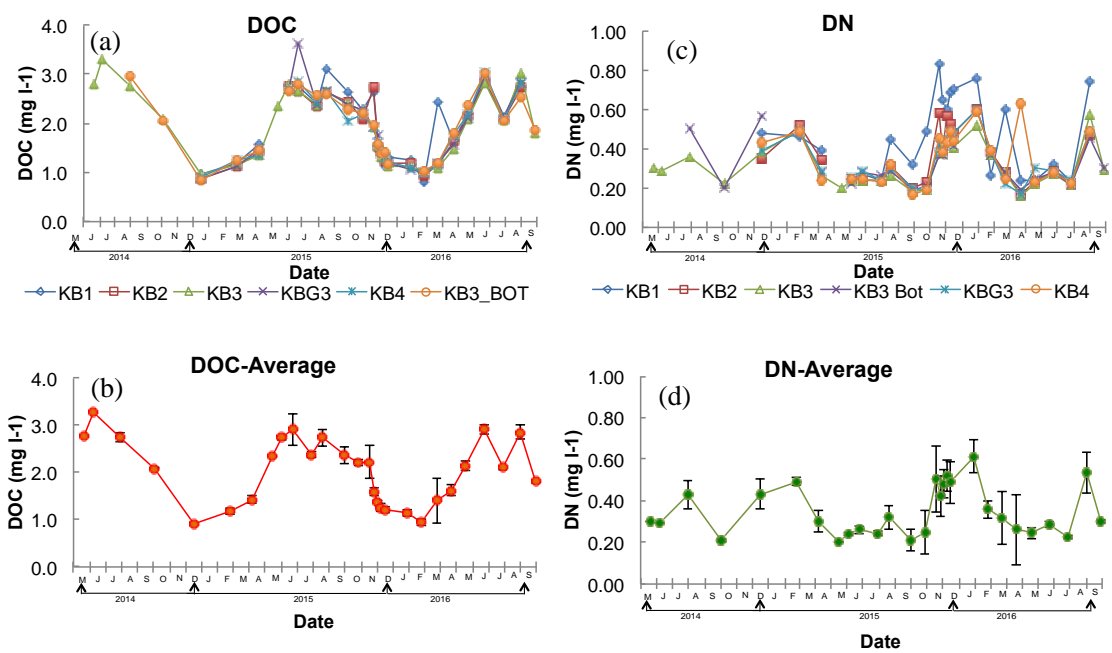 DOC
(a)
DOC (mg l-1)
4.0
3.0
2.0
1.0
0.0
M J J A S O N D J F M A M J J A S O N D J F M A M J J A S
2014 2015 2016
Date
KB1 KB2 KB3 KBG3 KB4 KB3_BOT
DN
(c)
DN (mg l-1)
1.00
0.80
0.60
0.40
0.20
0.00
M J J A S O N D J F M A M J J A S O N D J F M A M J J A S
2014 2015 2016
Date
KB1 KB2 KB3 KB3 Bot KBG3 KB4
DOC-Average
(b)
DOC (mg l-1)
4.0
3.0
2.0
1.0
0.0
M J J A S O N D J F M A M J J A S O N D J F M A M J J A S
2014 2015 2016
Date
DN-Average
(d)
DN (mg l-1)
1.00
0.80
0.60
0.40
0.20
0.00
M J J A S O N D J F M A M J J A S O N D J F M A M J J A S
2014 2015 2016
Date